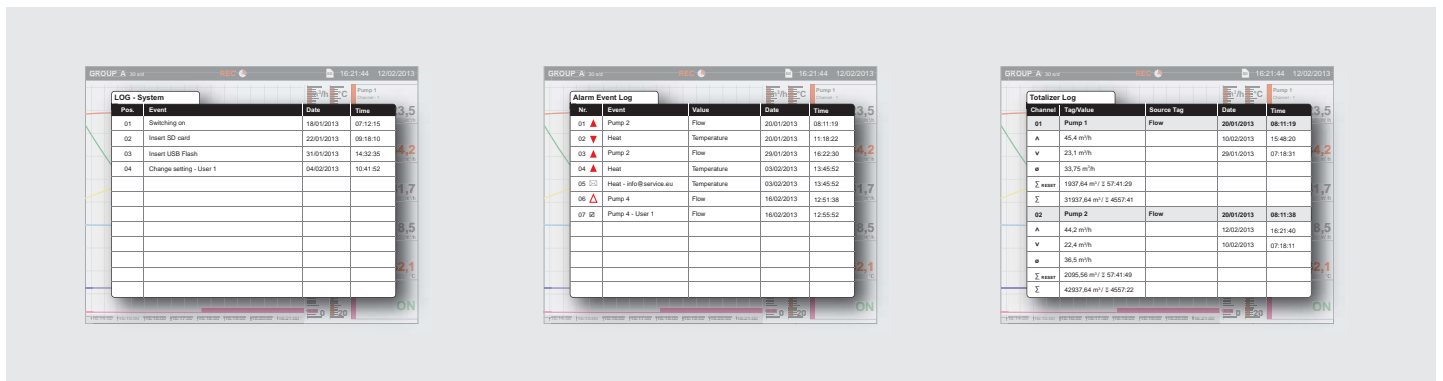 GROUP A 30 s/d REC 16:21:44 12/02/2013
Pump 1
LOG - System
Pos. Event Date Time
01 Switching on 18/01/2013 07:12:15
02 Insert SD card 22/01/2013 09:18:10
03 Insert USB Flash 31/01/2013 14:32:35
04 Change setting - User 1 04/02/2013 10:41:52
ON
GROUP A REC 16:21:44 12/02/2013
Pump 1
Alarm Event Log
Nr. Event Value Date Time
01 Pump 2 Flow 20/01/2013 08:11:19
02 Heat Temperature 20/01/2013 11:18:22
03 Pump 2 Flow 29/01/2013 16:22:30
04 Heat Temperature 03/02/2013 13:45:52
05 Heat - info@service.eu Temperature 03/02/2013 13:45:52
06 Pump 4 Flow 16/02/2013 12:51:38
07 Pump 4 - User 1 Flow 16/02/2013 12:55:52
ON
GROUP A REC 16:21:44 12/02/2013
Pump 1
Totalizer Log
Channel Tag/Value Source Tag Date Time
01 Pump 1 Flow 20/01/2013 08:11:19
∧ 45,4 m³/h 10/02/2013 15:48:20
∨ 23,1 m³/h 29/01/2013 07:18:31
ø 33,75 m³/h
∑ RESET 1937,64 m³/ Σ 57:41:29
∑ 31937,64 m³/ Σ 4557:41
02 Pump 2 Flow 20/01/2013 08:11:38
∧ 44,2 m³/h 12/02/2013 16:21:40
∨ 22,4 m³/h 10/02/2013 07:18:11
ø 36,5 m³/h
∑ RESET 2095,56 m³/ Σ 57:41:49
∑ 42937,64 m³/ Σ 4557:22
ON